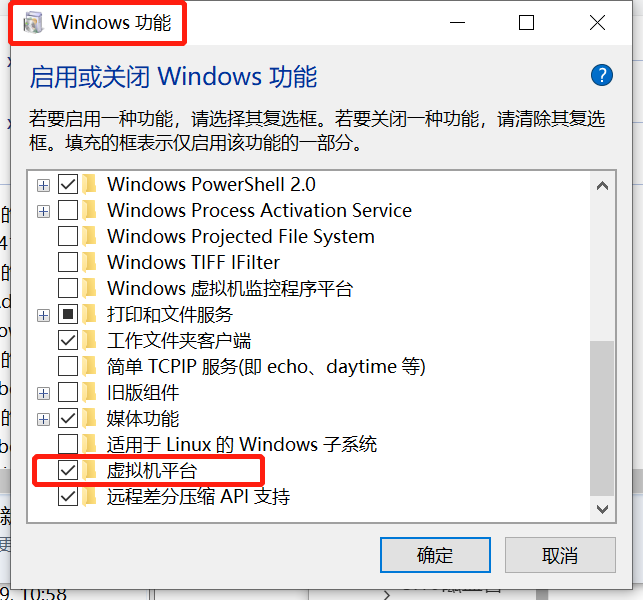 Windows 功能
启用或关闭 Windows 功能
若要启用一种功能，请选择其复选框。若要关闭一种功能，请清除其复选
框。填充的框表示仅启用该功能的一部分。
Windows PowerShell 2.0
Windows Process Activation Service
Windows Projected File System
Windows TIFF IFilter
Windows 虚拟机监控程序平台
打印和文件服务
工作文件夹客户端
简单 TCPIP 服务(即 echo、daytime 等)
旧版组件
媒体功能
适用于 Linux 的 Windows 子系统
虚拟机平台
远程差分压缩 API 支持
确定
取消
10:58